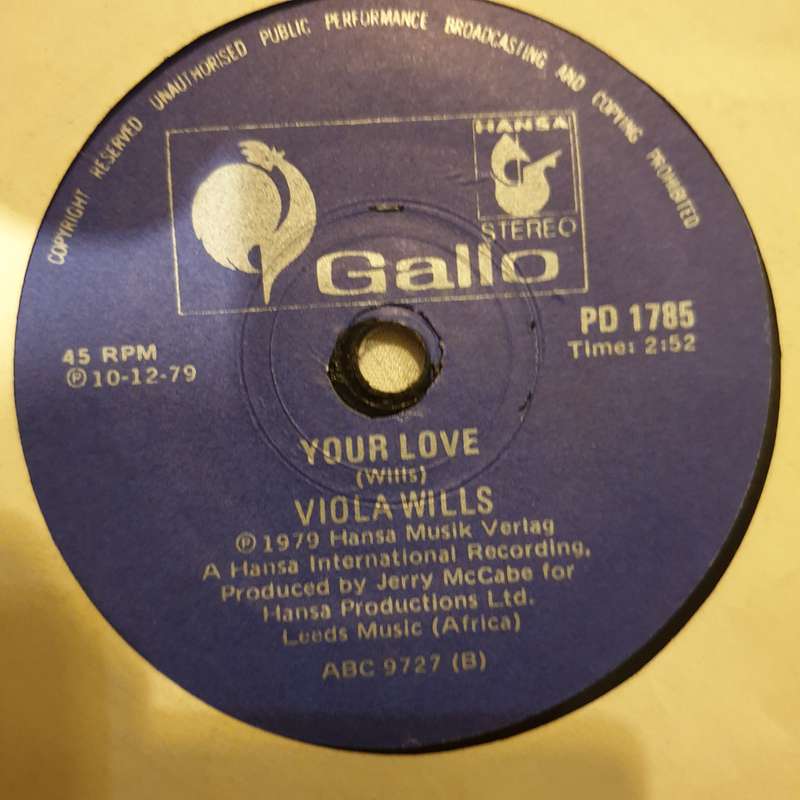 COPYRIGHT RESERVED UNAUTHORISED PUBLIC PERFORMANCE BROADCASTING AND COPYING PROHIBITED
HANSA
STEREO
Gallo
PD 1785
Time: 2:52
45 RPM
Ⓟ10-12-79
YOUR LOVE
(Wills)
VIOLA WILLS
Ⓟ1979 Hansa Musik Verlag
A Hansa International Recording,
Produced by Jerry McCabe for
Hansa Productions Ltd.
Leeds Music (Africa)
ABC 9727 (B)